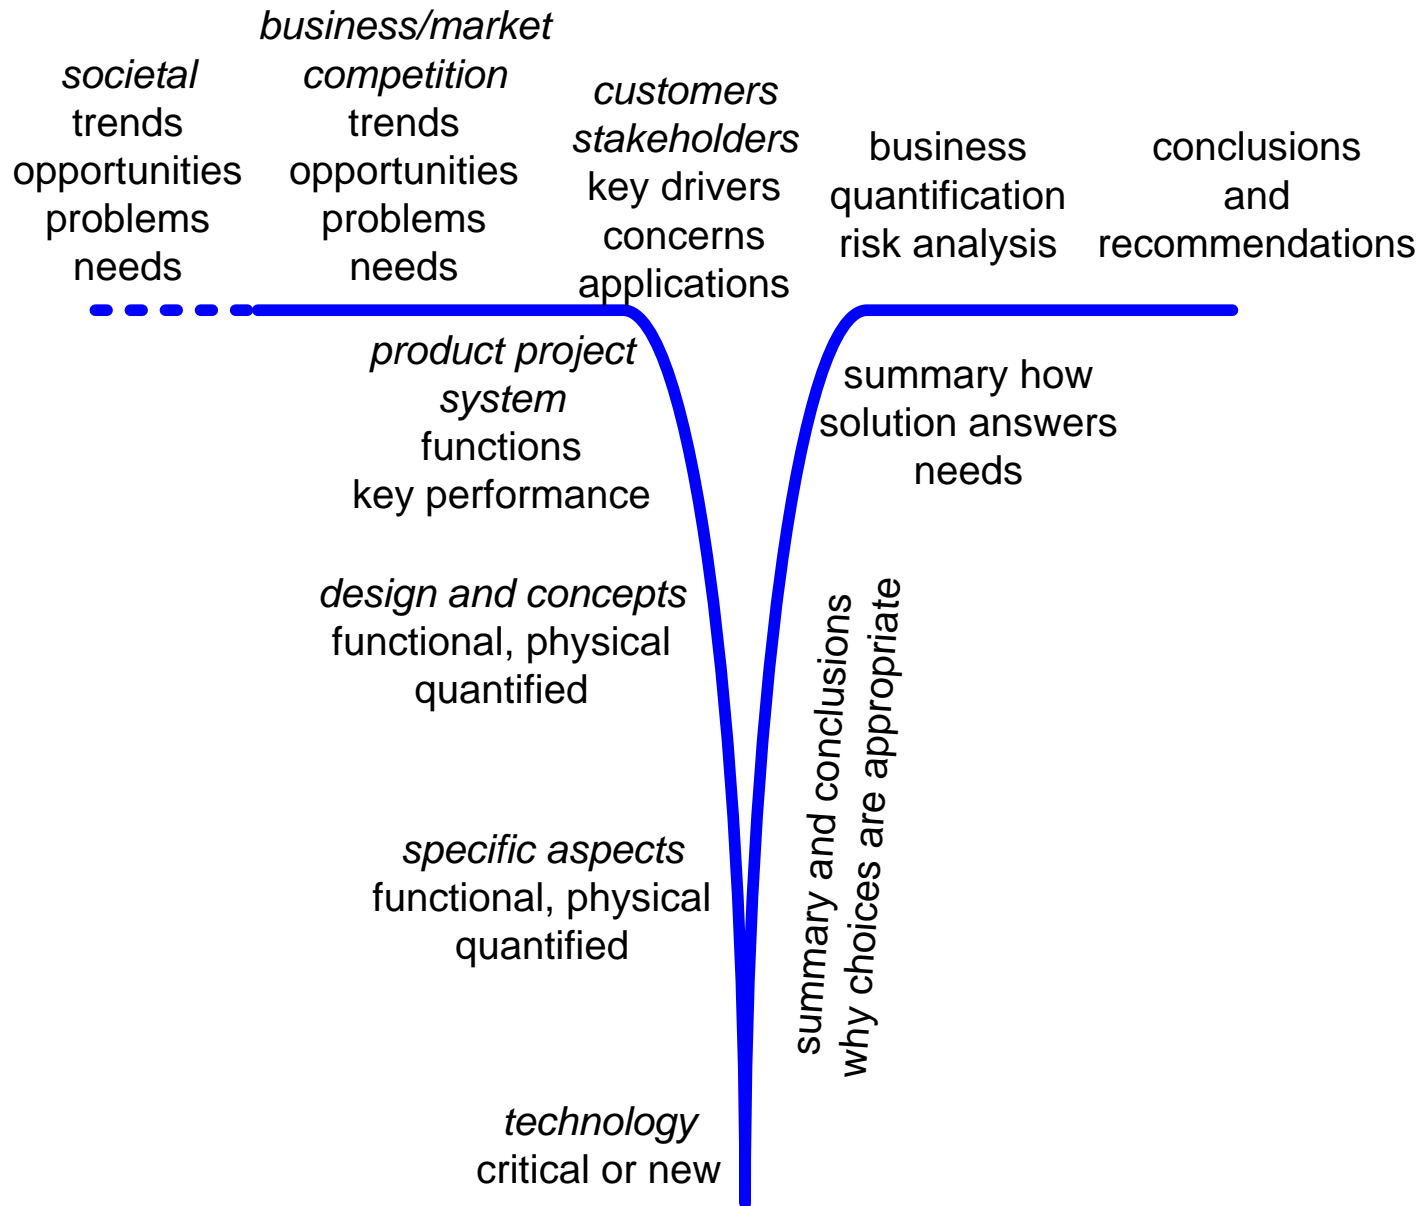 societal
trends
opportunities
problems
needs
business/market
competition
trends
opportunities
problems
needs
customers
stakeholders
key drivers
concerns
applications
business
quantification
risk analysis
conclusions
and
recommendations
product project
system
functions
key performance
summary how
solution answers
needs
design and concepts
functional, physical
quantified
specific aspects
functional, physical
quantified
summary and conclusions
why choices are appropriate
technology
critical or new